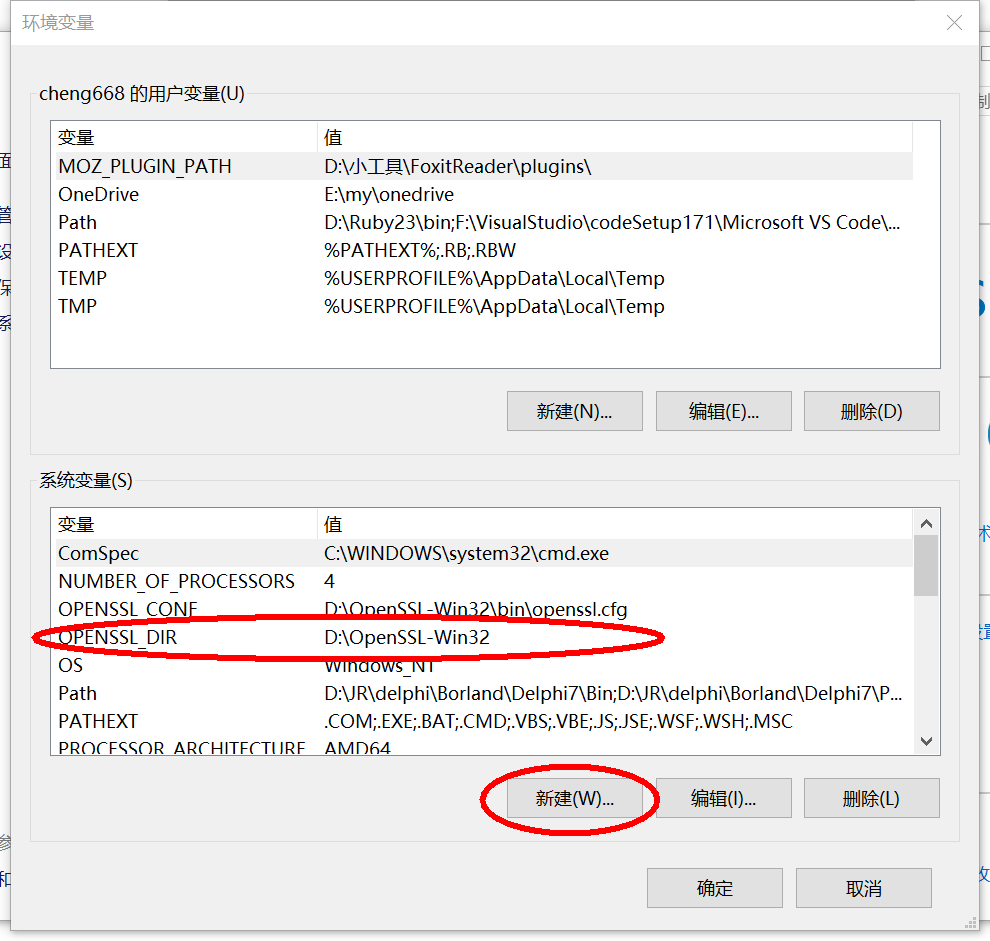 环境变量
cheng668 的用户变量(U)
变量 值
MOZ_PLUGIN_PATH D:\小工具\FoxitReader\plugins\
OneDrive E:\my\onedrive
Path D:\Ruby23\bin;F:\VisualStudio\codeSetup171\Microsoft VS Code\...
PATHEXT %PATHEXT%;.RB;.RBW
TEMP %USERPROFILE%\AppData\Local\Temp
TMP %USERPROFILE%\AppData\Local\Temp
新建(N)... 编辑(E)... 删除(D)
系统变量(S)
变量 值
ComSpec C:\WINDOWS\system32\cmd.exe
NUMBER_OF_PROCESSORS 4
OPENSSL_CONF D:\OpenSSL-Win32\bin\openssl.cfg
OPENSSL_DIR D:\OpenSSL-Win32
OS Windows_NT
Path D:\JR\delphi\Borland\Delphi7\Bin;D:\JR\delphi\Borland\Delphi7\P...
PATHEXT .COM;.EXE;.BAT;.CMD;.VBS;.VBE;.JS;.JSE;.WSF;.WSH;.MSC
PROCESSOR_ARCHITECTURE AMD64
新建(W)... 编辑(I)... 删除(L)
确定 取消